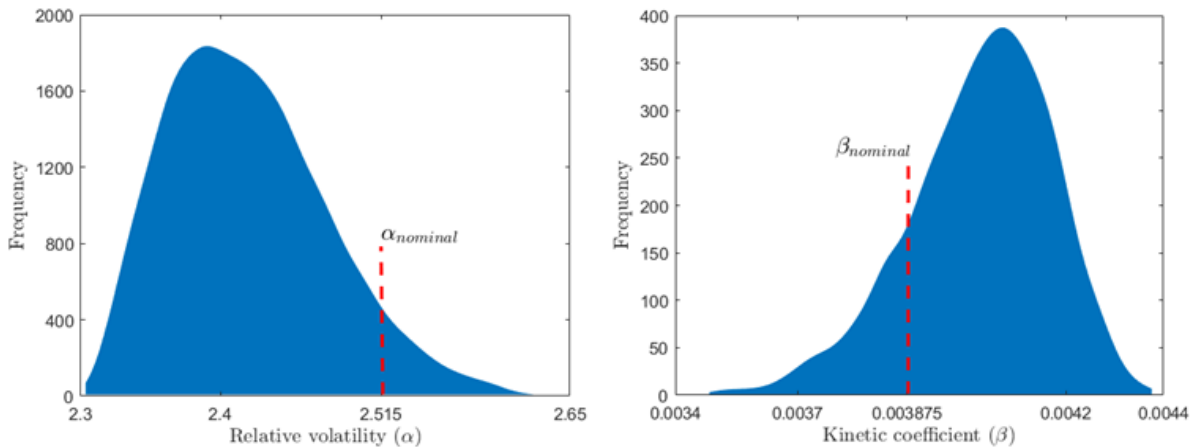 2000
1600
1200
800
400
0
Frequency
α_nominal
2.3 2.4 2.515 2.65
Relative volatility (α)
400
350
300
250
200
150
100
50
0
Frequency
β_nominal
0.0034 0.0037 0.003875 0.0042 0.0044
Kinetic coefficient (β)